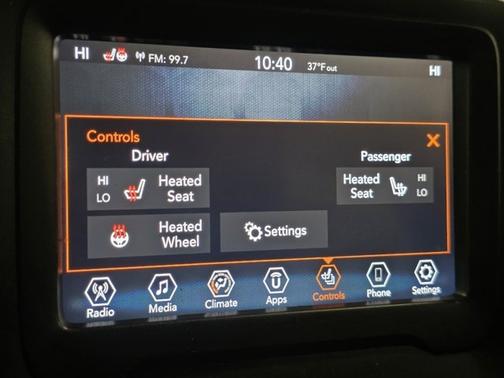 HI FM: 99.7 10:40 37°F out HI
Controls
Driver Passenger
HI LO Heated Seat
Heated Seat HI LO
Heated Wheel
Settings
Radio Media Climate Apps Controls Phone Settings